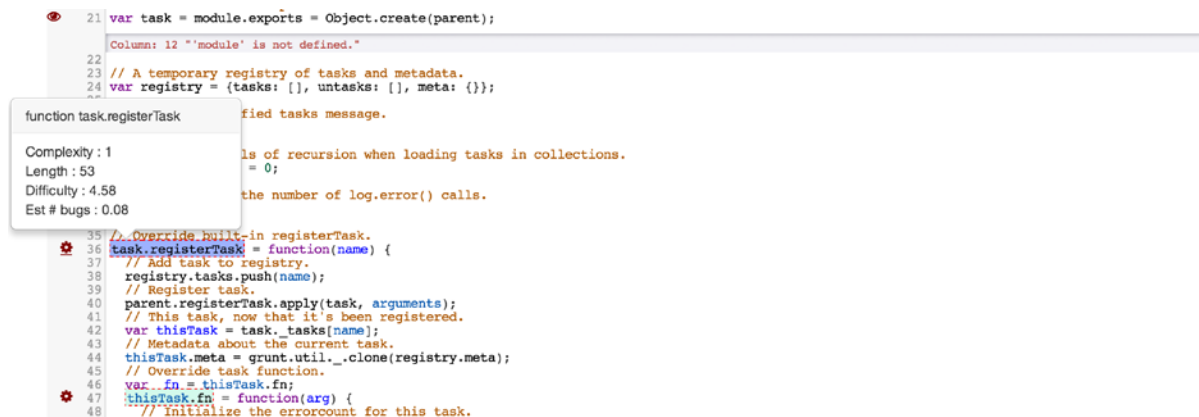 21 var task = module.exports = Object.create(parent);
Column: 12 "'module' is not defined."
22
23 // A temporary registry of tasks and metadata.
24 var registry = {tasks: [], untasks: [], meta: {}};
function task.registerTask
fied tasks message.
Complexity : 1
ls of recursion when loading tasks in collections.
Length : 53
= 0;
Difficulty : 4.58
the number of log.error() calls.
Est # bugs : 0.08
35 // Override built-in registerTask.
36 task.registerTask = function(name) {
37 // Add task to registry.
38 registry.tasks.push(name);
39 // Register task.
40 parent.registerTask.apply(task, arguments);
41 // This task, now that it's been registered.
42 var thisTask = task._tasks[name];
43 // Metadata about the current task.
44 thisTask.meta = grunt.util._.clone(registry.meta);
45 // Override task function.
46 var _fn = thisTask.fn;
47 thisTask.fn = function(arg) {
48 // Initialize the errorcount for this task.